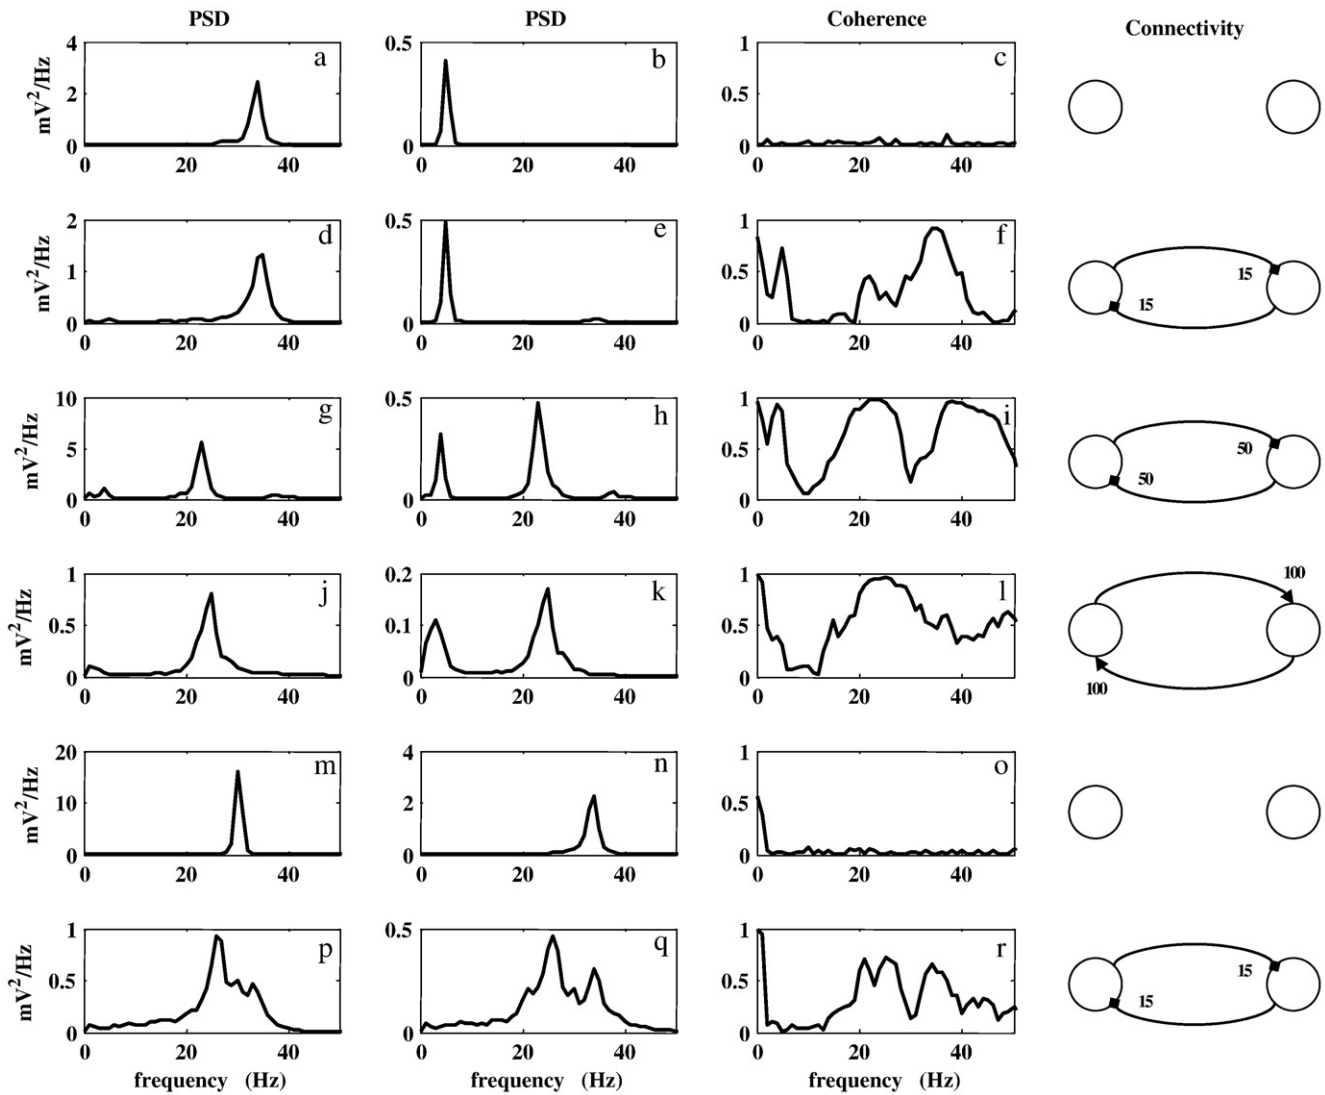 PSD PSD Coherence Connectivity
mV²/Hz 4 2 0 a 0 20 40
0.5 0 b 0 20 40
1 0.5 0 c 0 20 40
mV²/Hz 2 1 0 d 0 20 40
0.5 0 e 0 20 40
1 0.5 0 f 0 20 40
15 15
mV²/Hz 10 5 0 g 0 20 40
0.5 0 h 0 20 40
1 0.5 0 i 0 20 40
50 50
mV²/Hz 1 0.5 0 j 0 20 40
0.2 0.1 0 k 0 20 40
1 0.5 0 l 0 20 40
100 100
mV²/Hz 20 10 0 m 0 20 40
4 2 0 n 0 20 40
1 0.5 0 o 0 20 40
mV²/Hz 1 0.5 0 p 0 20 40
0.5 0 q 0 20 40
1 0.5 0 r 0 20 40
15 15
frequency (Hz) frequency (Hz) frequency (Hz)